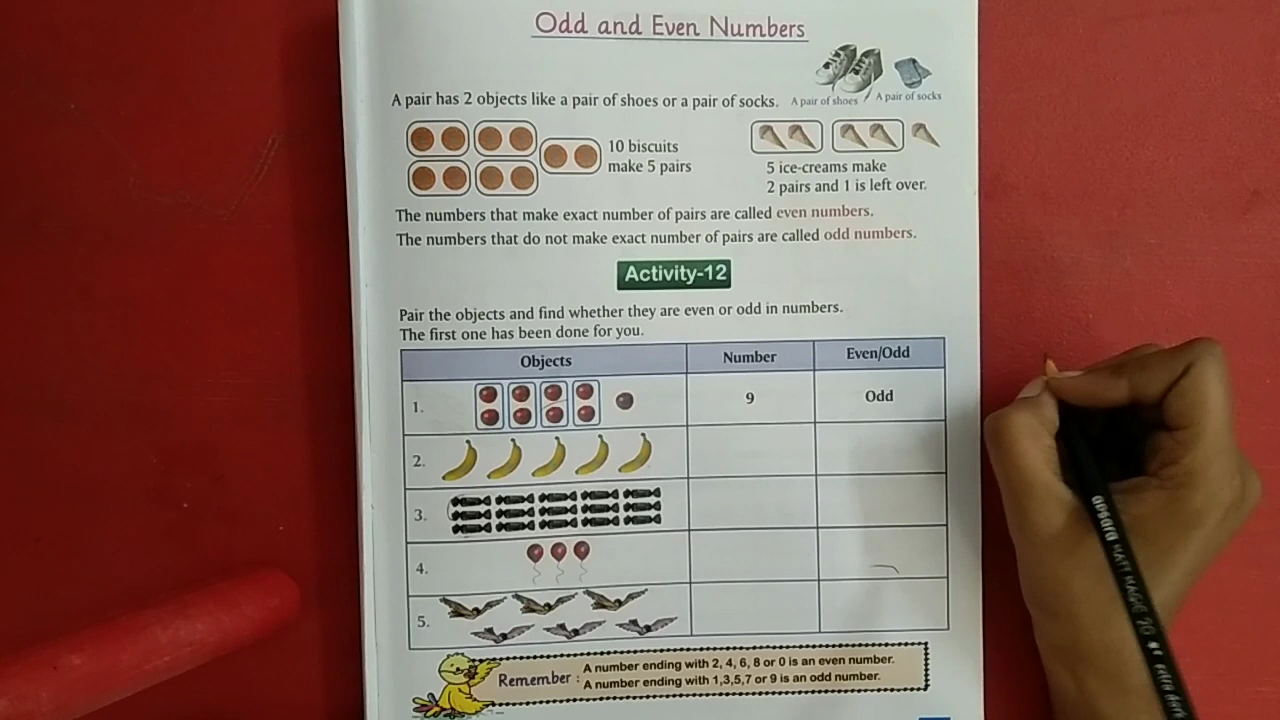 Odd and Even Numbers
A pair has 2 objects like a pair of shoes or a pair of socks.
A pair of shoes
A pair of socks
10 biscuits
make 5 pairs
5 ice-creams make
2 pairs and 1 is left over.
The numbers that make exact number of pairs are called even numbers.
The numbers that do not make exact number of pairs are called odd numbers.
Activity-12
Pair the objects and find whether they are even or odd in numbers.
The first one has been done for you.
Objects Number Even/Odd
1. 9 Odd
2.
3.
4.
5.
Remember :
A number ending with 2, 4, 6, 8 or 0 is an even number.
A number ending with 1,3,5,7 or 9 is an odd number.
MATT MAGIC